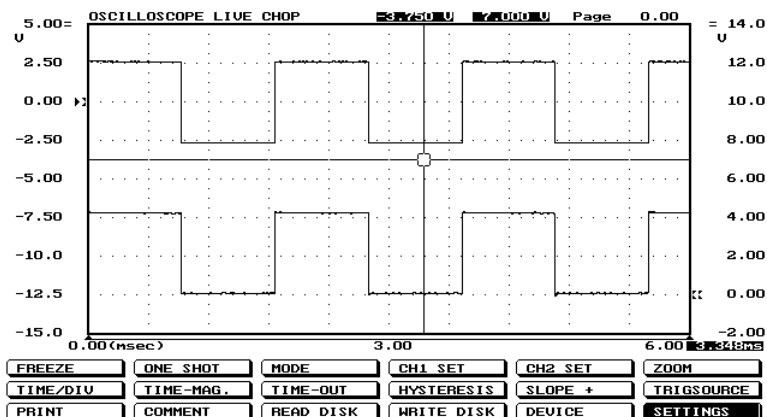 5.00= OSCILLOSCOPE LIVE CHOP -3.750 V 7.000 V Page 0.00 = 14.0
V V
2.50 12.0
0.00 10.0
-2.50 8.00
-5.00 6.00
-7.50 4.00
-10.0 2.00
-12.5 0.00
-15.0 -2.00
0.00(msec) 3.00 6.00 3.348ms
FREEZE ONE SHOT MODE CH1 SET CH2 SET ZOOM
TIME/DIV TIME-MAG. TIME-OUT HYSTERESIS SLOPE + TRIGSOURCE
PRINT COMMENT READ DISK WRITE DISK DEVICE SETTINGS